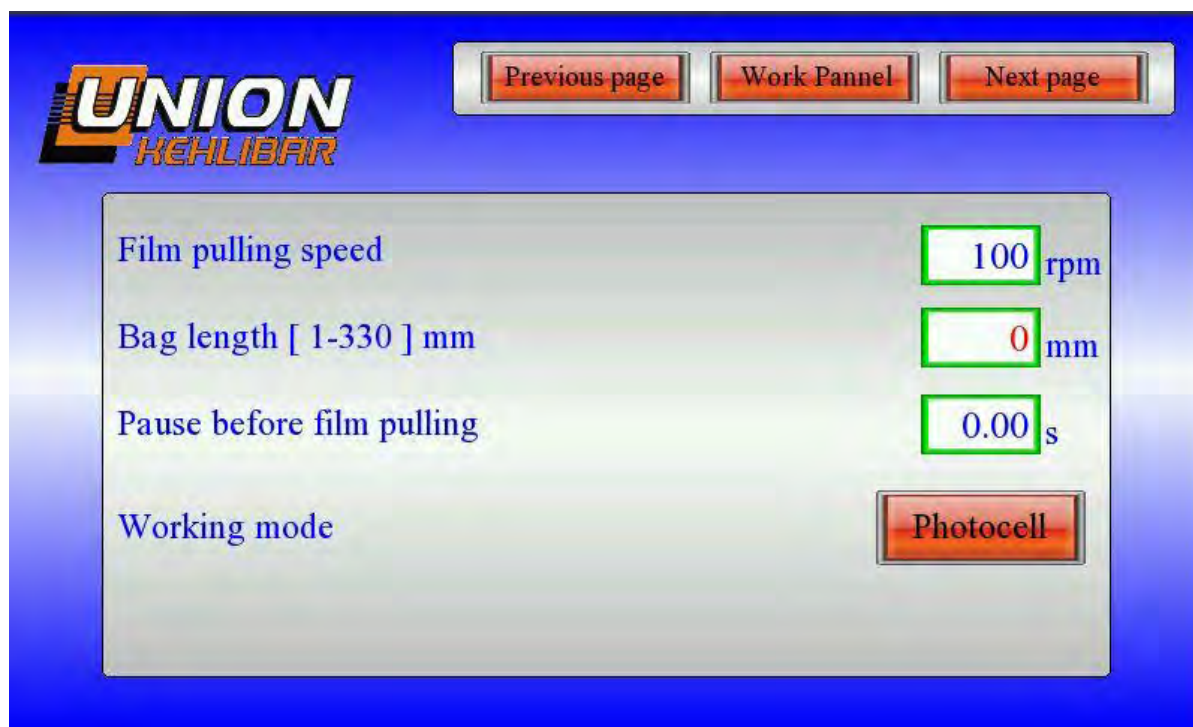 UNION
KEHLIBAR
Previous page
Work Pannel
Next page
Film pulling speed
100 rpm
Bag length [ 1-330 ] mm
0 mm
Pause before film pulling
0.00 s
Working mode
Photocell